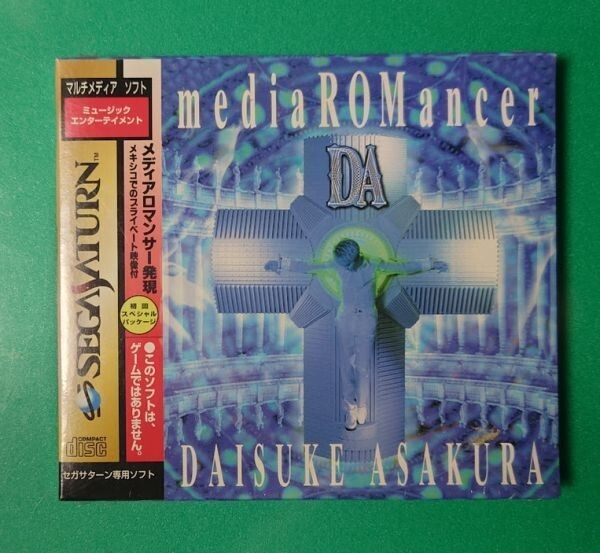 マルチメディア ソフト
ミュージック
エンターテイメント
SEGA SATURN™
メディアロマンサー発現
メキシコでのプライベート映像付
初回
スペシャル
パッケージ
●このソフトは、
ゲームではありません。
COMPACT
disc
セガサターン専用ソフト
mediaROMancer
DA
DAISUKE ASAKURA